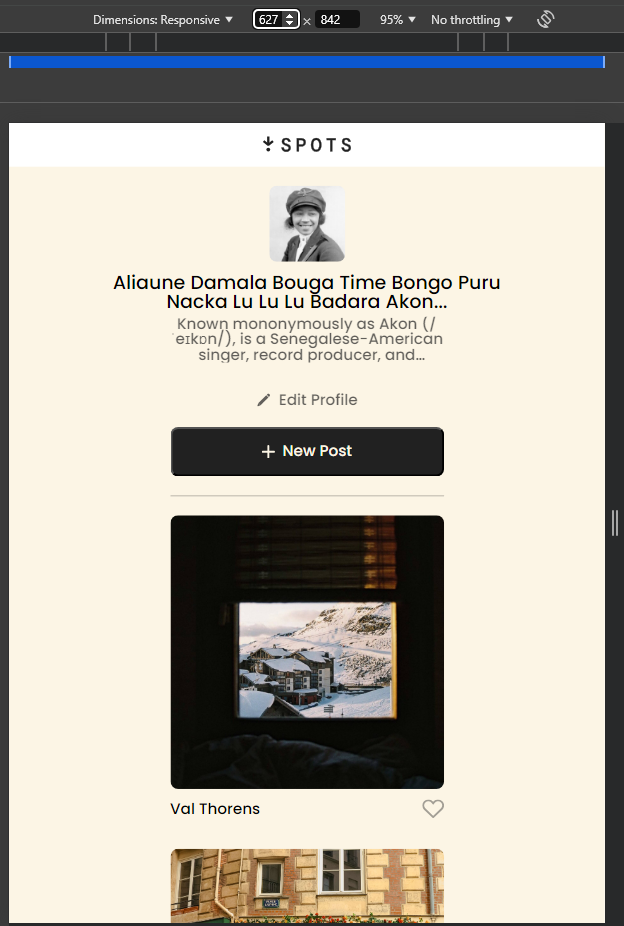 Dimensions: Responsive 627 × 842 95% No throttling
SPOTS
Aliaune Damala Bouga Time Bongo Puru
Nacka Lu Lu Lu Badara Akon...
Known mononymously as Akon (/
ˈeɪkɒn/), is a Senegalese-American
singer, record producer, and...
Edit Profile
+ New Post
Val Thorens